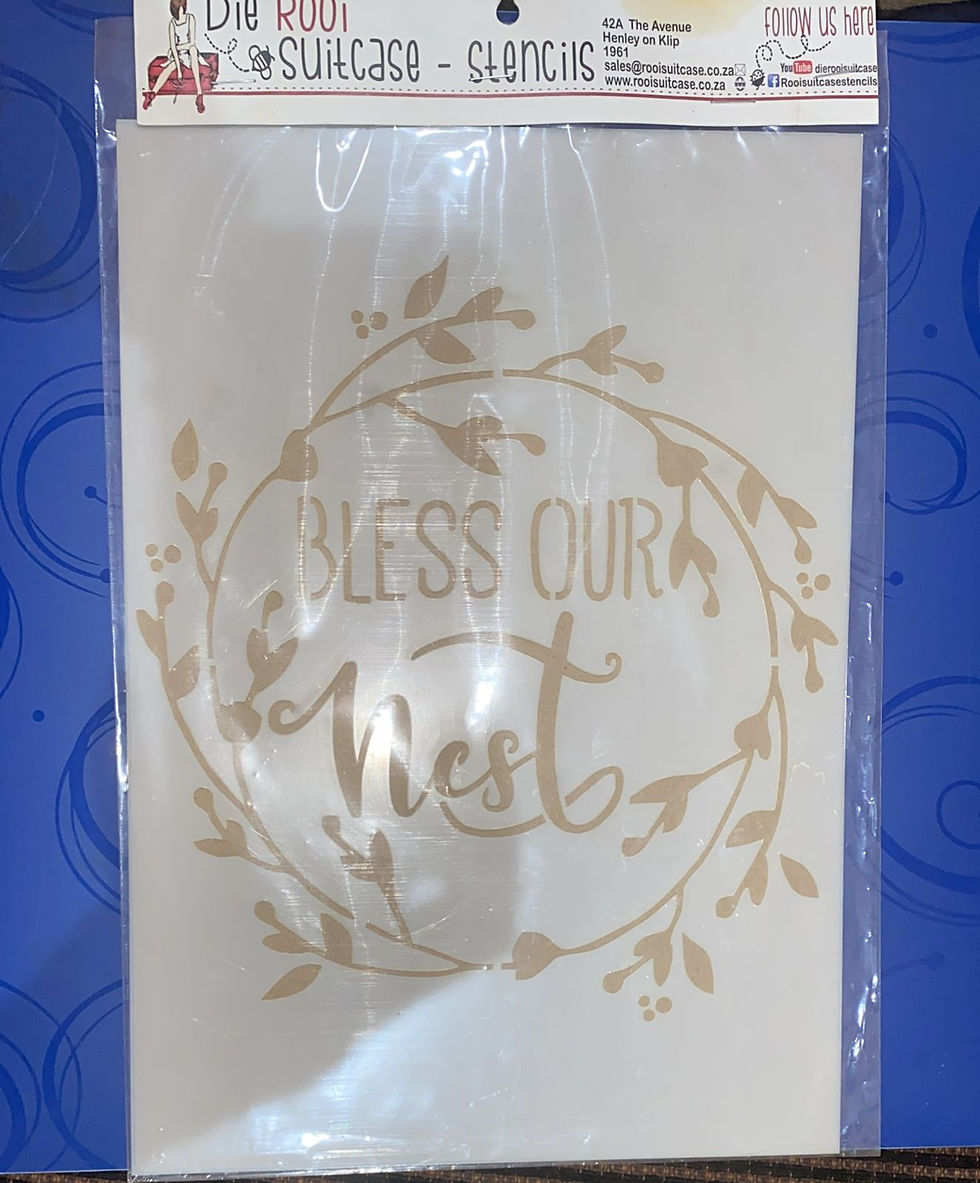 Die Rooi
Suitcase - Stencils
42A The Avenue
Henley on Klip
1961
sales@rooisuitcase.co.za
www.rooisuitcase.co.za
follow us here
YouTube dierooisuitcase
Rooisuitcasestencils
BLESS OUR
nest